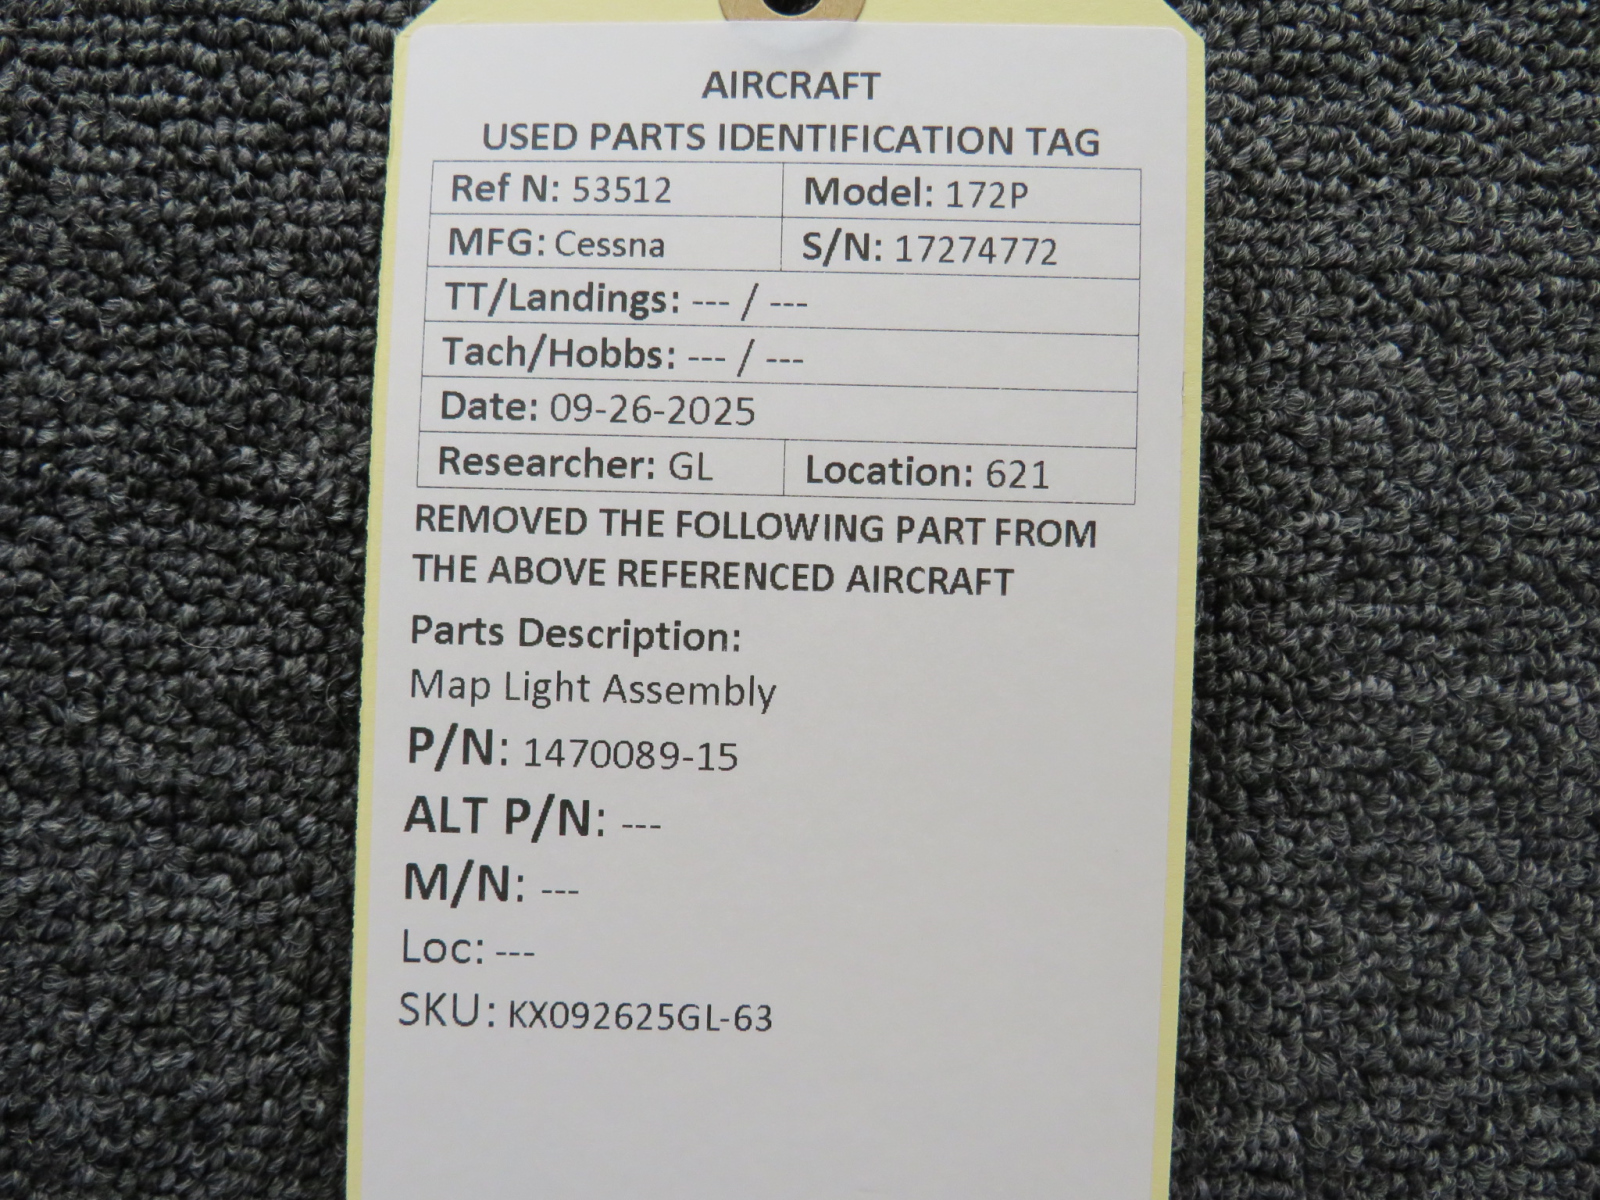 AIRCRAFT
USED PARTS IDENTIFICATION TAG
Ref N: 53512 Model: 172P
MFG: Cessna S/N: 17274772
TT/Landings: --- / ---
Tach/Hobbs: --- / ---
Date: 09-26-2025
Researcher: GL Location: 621
REMOVED THE FOLLOWING PART FROM
THE ABOVE REFERENCED AIRCRAFT
Parts Description:
Map Light Assembly
P/N: 1470089-15
ALT P/N: ---
M/N: ---
Loc: ---
SKU: KX092625GL-63